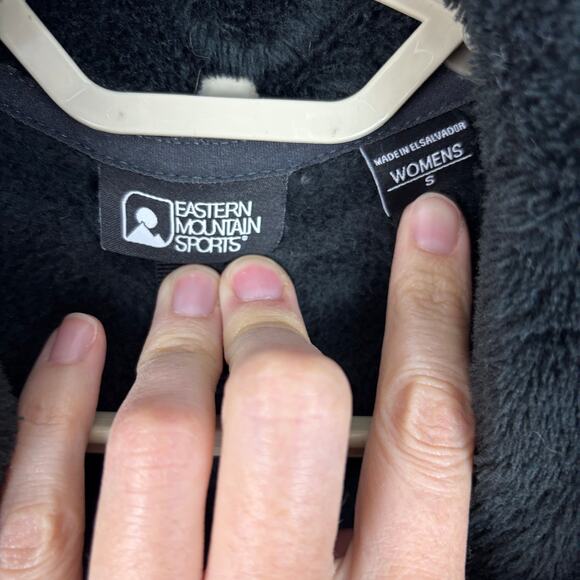 EASTERN
MOUNTAIN
SPORTS®
MADE IN EL SALVADOR
WOMENS
S